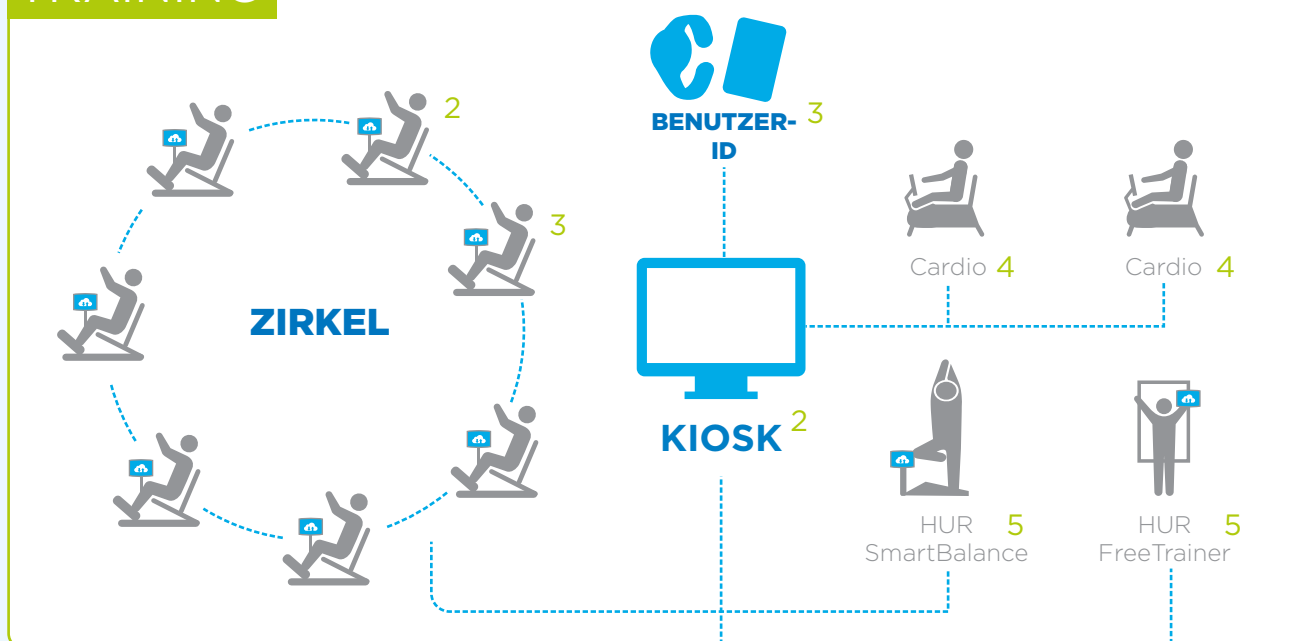 TRAINING
2
3
ZIRKEL
BENUTZER- 3
ID
KIOSK 2
Cardio 4
Cardio 4
HUR 5
SmartBalance
HUR 5
FreeTrainer